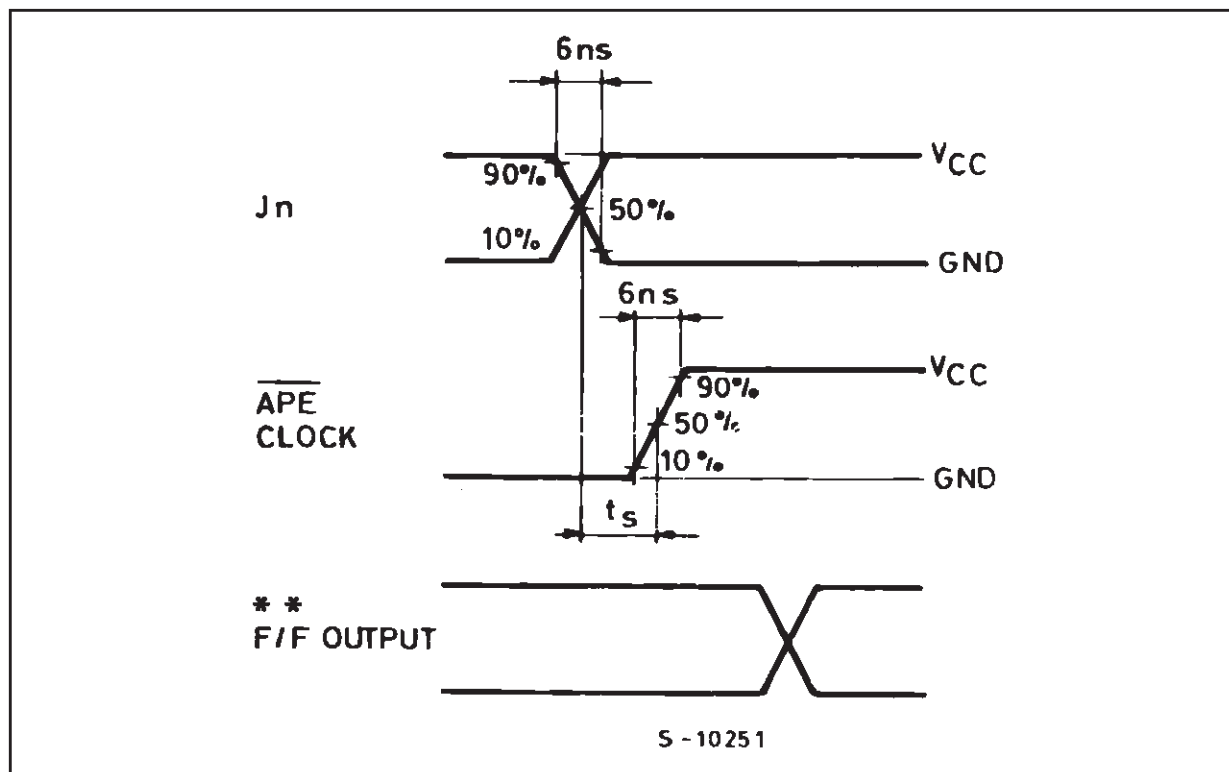 6ns
VCC
90%
Jn
50%
10%
GND
6ns
VCC
90%
APE
50%
CLOCK
10%
GND
ts
* *
F/F OUTPUT
S-10251